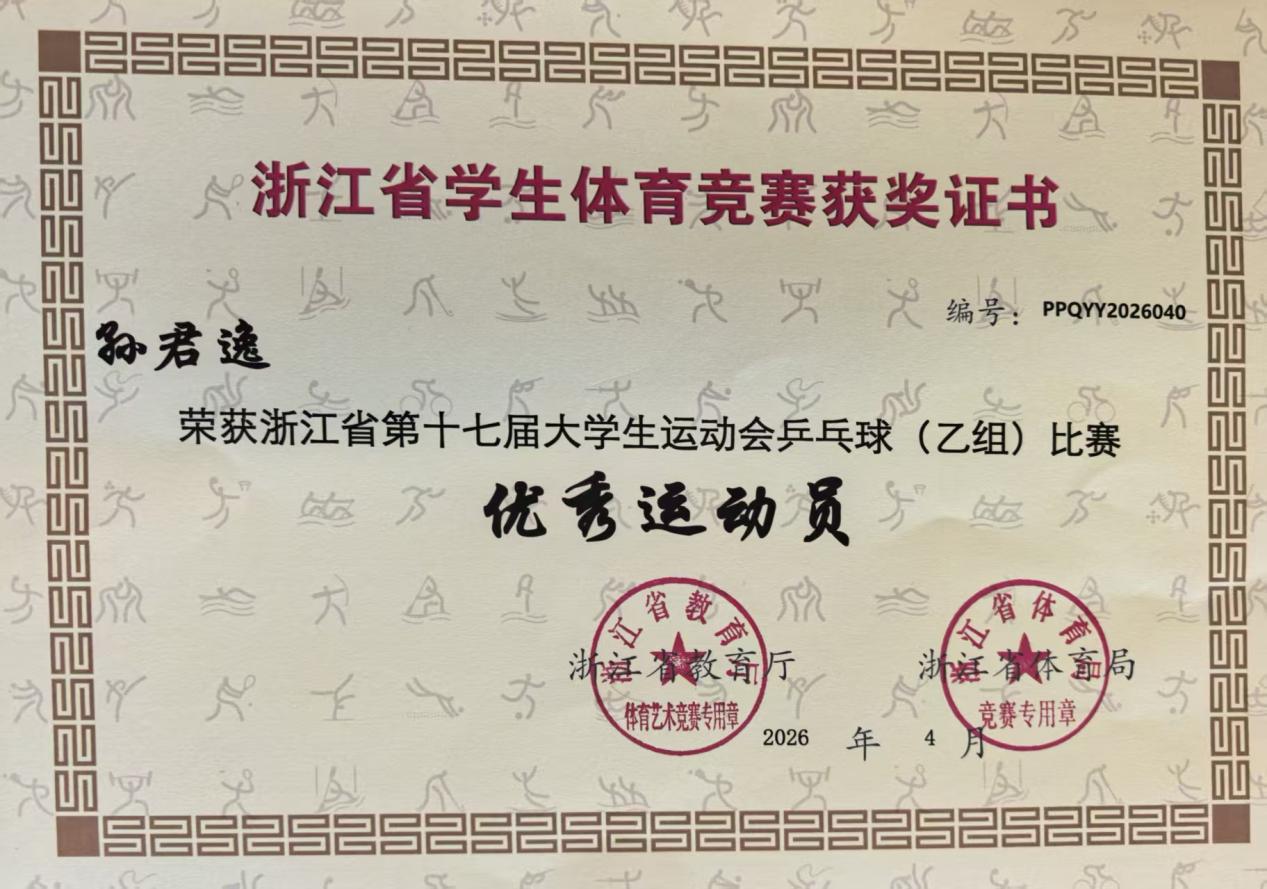 浙江省学生体育竞赛获奖证书
编号： PPQYY2026040
孙君逸
荣获浙江省第十七届大学生运动会乒乓球（乙组）比赛
优秀运动员
浙江省教育厅
浙江省体育局
浙江省教育厅
体育艺术竞赛专用章
浙江省体育局
竞赛专用章
2026 年 4 月